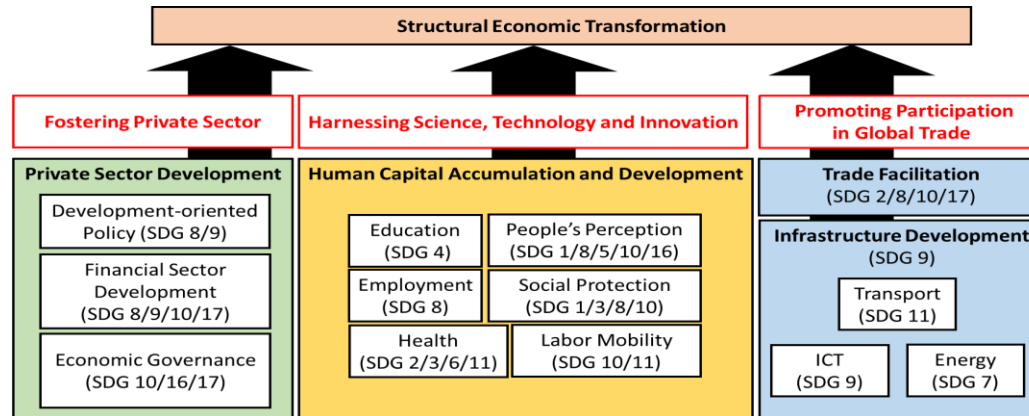 Structural Economic Transformation
Fostering Private Sector
Harnessing Science, Technology and Innovation
Promoting Participation
in Global Trade
Private Sector Development
Development-oriented
Policy (SDG 8/9)
Financial Sector
Development
(SDG 8/9/10/17)
Economic Governance
(SDG 10/16/17)
Human Capital Accumulation and Development
Education
(SDG 4)
People's Perception
(SDG 1/8/5/10/16)
Employment
(SDG 8)
Social Protection
(SDG 1/3/8/10)
Health
(SDG 2/3/6/11)
Labor Mobility
(SDG 10/11)
Trade Facilitation
(SDG 2/8/10/17)
Infrastructure Development
(SDG 9)
Transport
(SDG 11)
ICT
(SDG 9)
Energy
(SDG 7)